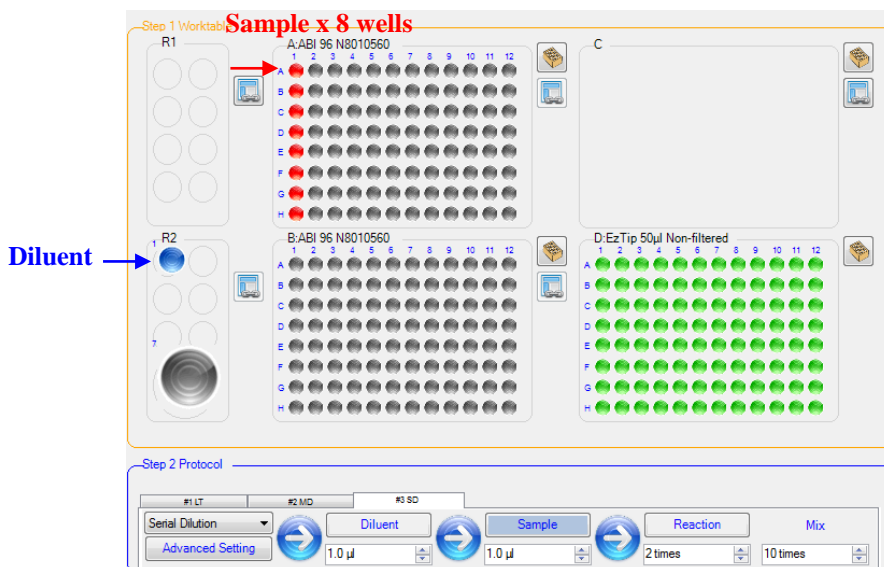 Step 1 Worktable
Sample x 8 wells
R1
A:ABI 96 N8010560
C
1 2 3 4 5 6 7 8 9 10 11 12
A
B
C
D
E
F
G
H
Diluent
R2
1
7
B:ABI 96 N8010560
1 2 3 4 5 6 7 8 9 10 11 12
A
B
C
D
E
F
G
H
D:EzTip 50µl Non-filtered
1 2 3 4 5 6 7 8 9 10 11 12
A
B
C
D
E
F
G
H
Step 2 Protocol
#1 LT #2 MD #3 SD
Serial Dilution Diluent Sample Reaction Mix
Advanced Setting 1.0 µl 1.0 µl 2 times 10 times